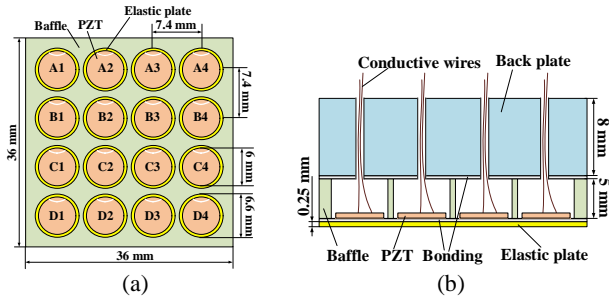 Baffle
PZT
Elastic plate
7.4 mm
A1 A2 A3 A4
B1 B2 B3 B4
C1 C2 C3 C4
D1 D2 D3 D4
7.4 mm
6 mm
6.6 mm
36 mm
36 mm
(a)
Conductive wires
Back plate
8 mm
5 mm
0.25 mm
Baffle
PZT
Bonding
Elastic plate
(b)